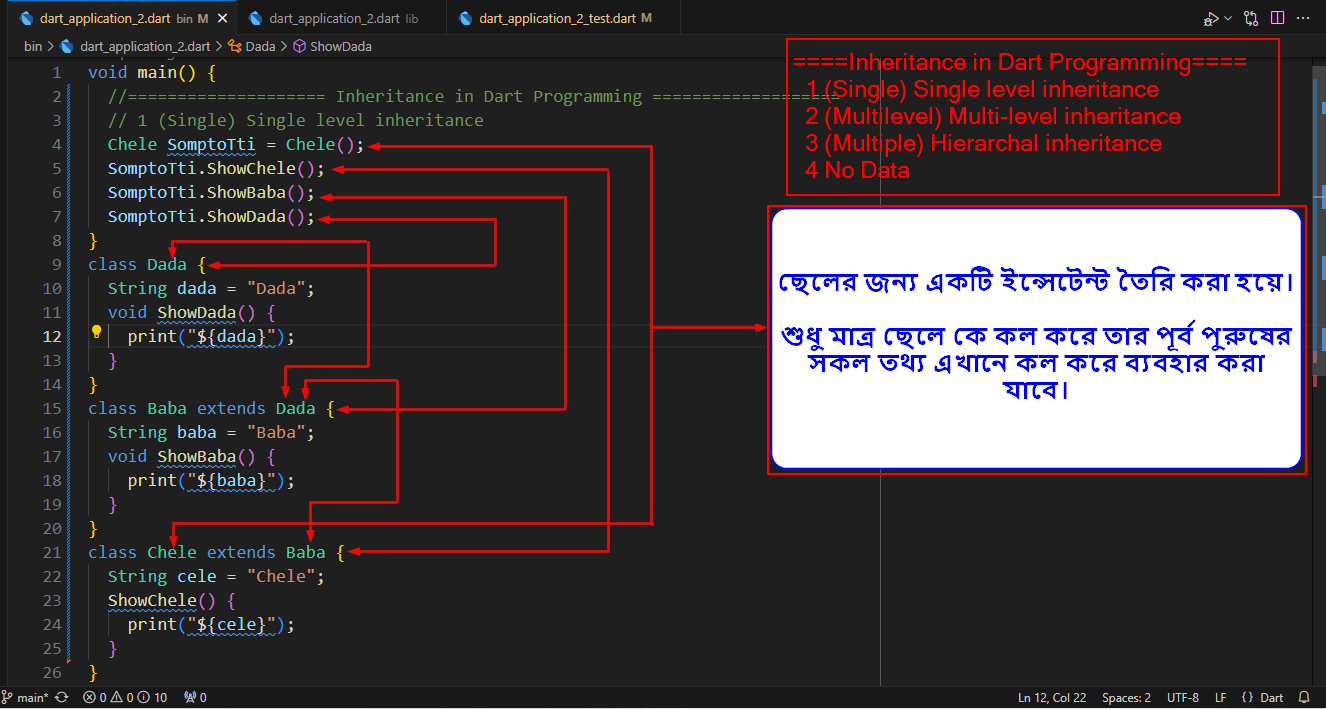 dart_application_2.dart bin M
dart_application_2.dart lib
dart_application_2_test.dart M
bin > dart_application_2.dart > Dada > ShowDada
1 void main() {
2 //==================== Inheritance in Dart Programming ===================
3 // 1 (Single) Single level inheritance
4 Chele SomptoTti = Chele();
5 SomptoTti.ShowChele();
6 SomptoTti.ShowBaba();
7 SomptoTti.ShowDada();
8 }
9 class Dada {
10 String dada = "Dada";
11 void ShowDada() {
12 print("${dada}");
13 }
14 }
15 class Baba extends Dada {
16 String baba = "Baba";
17 void ShowBaba() {
18 print("${baba}");
19 }
20 }
21 class Chele extends Baba {
22 String cele = "Chele";
23 ShowChele() {
24 print("${cele}");
25 }
26 }
====Inheritance in Dart Programming====
1 (Single) Single level inheritance
2 (Multilevel) Multi-level inheritance
3 (Multiple) Hierarchal inheritance
4 No Data
ছেলের জন্য একটি ইন্সেটেন্ট তৈরি করা হয়ে।
শুধু মাত্র ছেলে কে কল করে তার পূর্ব পুরুষের
সকল তথ্য এখানে কল করে ব্যবহার করা
যাবে।
main* 0 0 10 0
Ln 12, Col 22 Spaces: 2 UTF-8 LF {} Dart